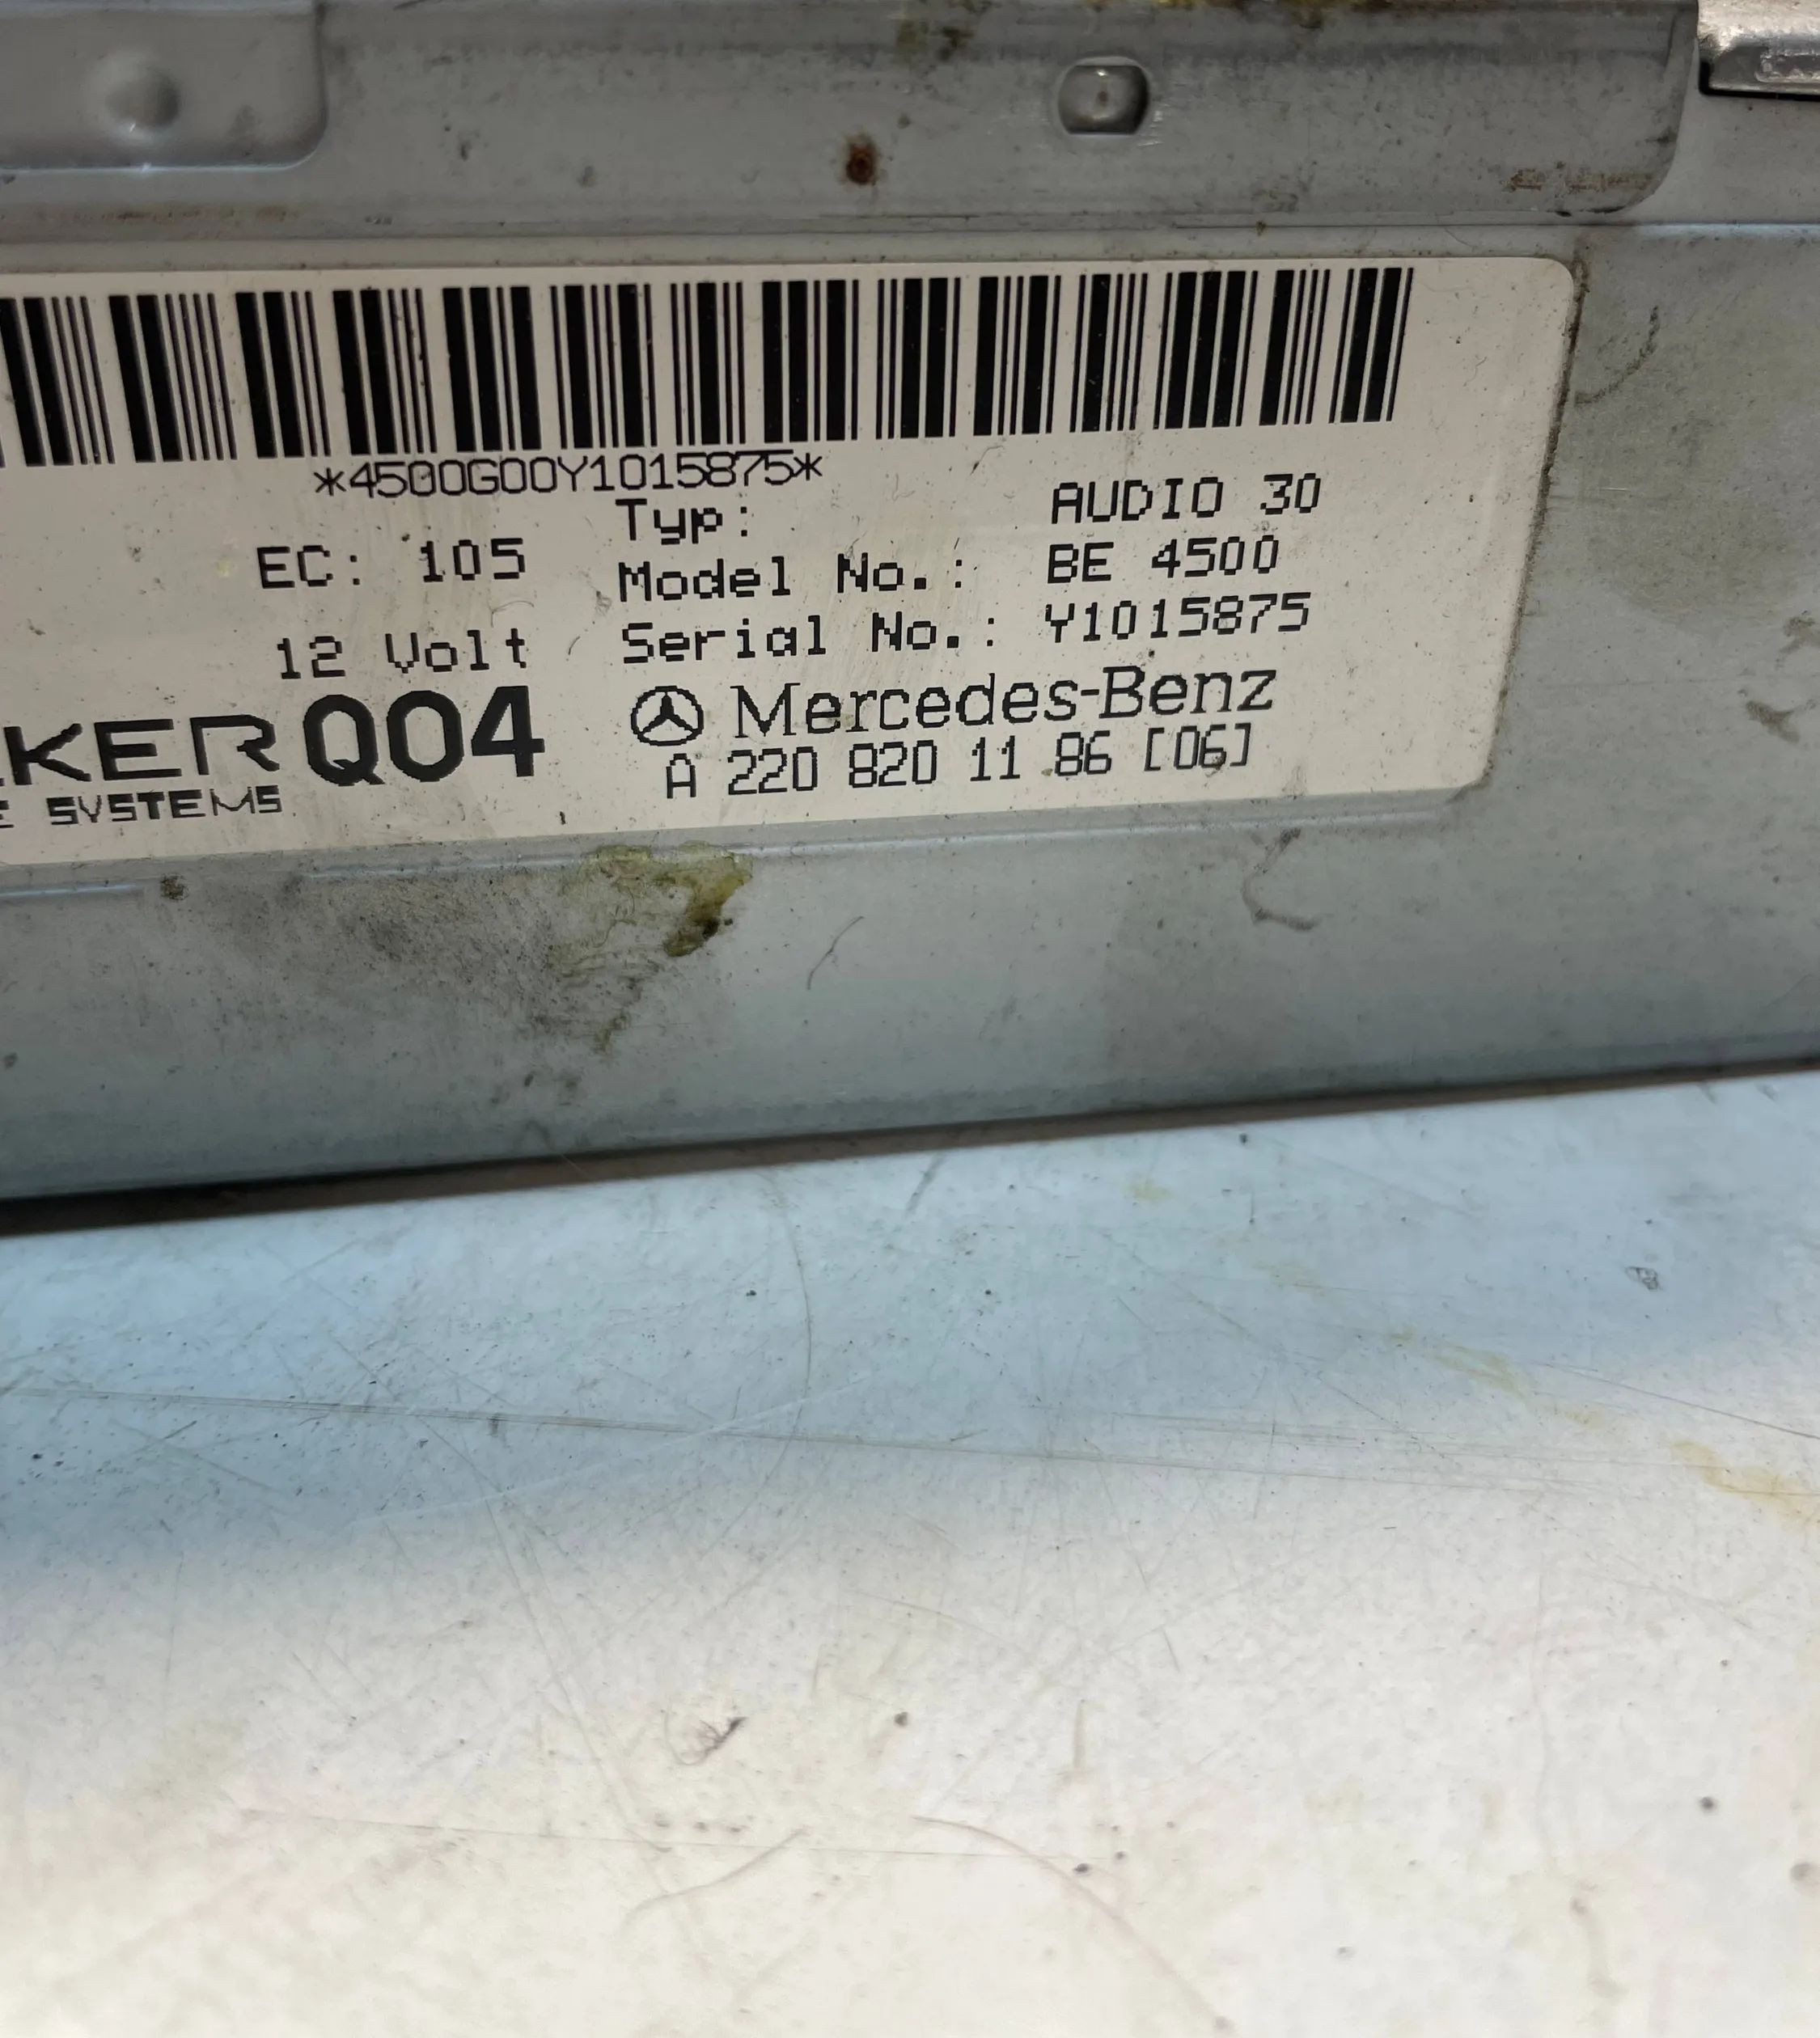 *4500G00Y1015875*
EC: 105
12 Volt
KER Q04
SYSTEMS
Typ: AUDIO 30
Model No.: BE 4500
Serial No.: Y1015875
Mercedes-Benz
A 220 820 11 86 [06]